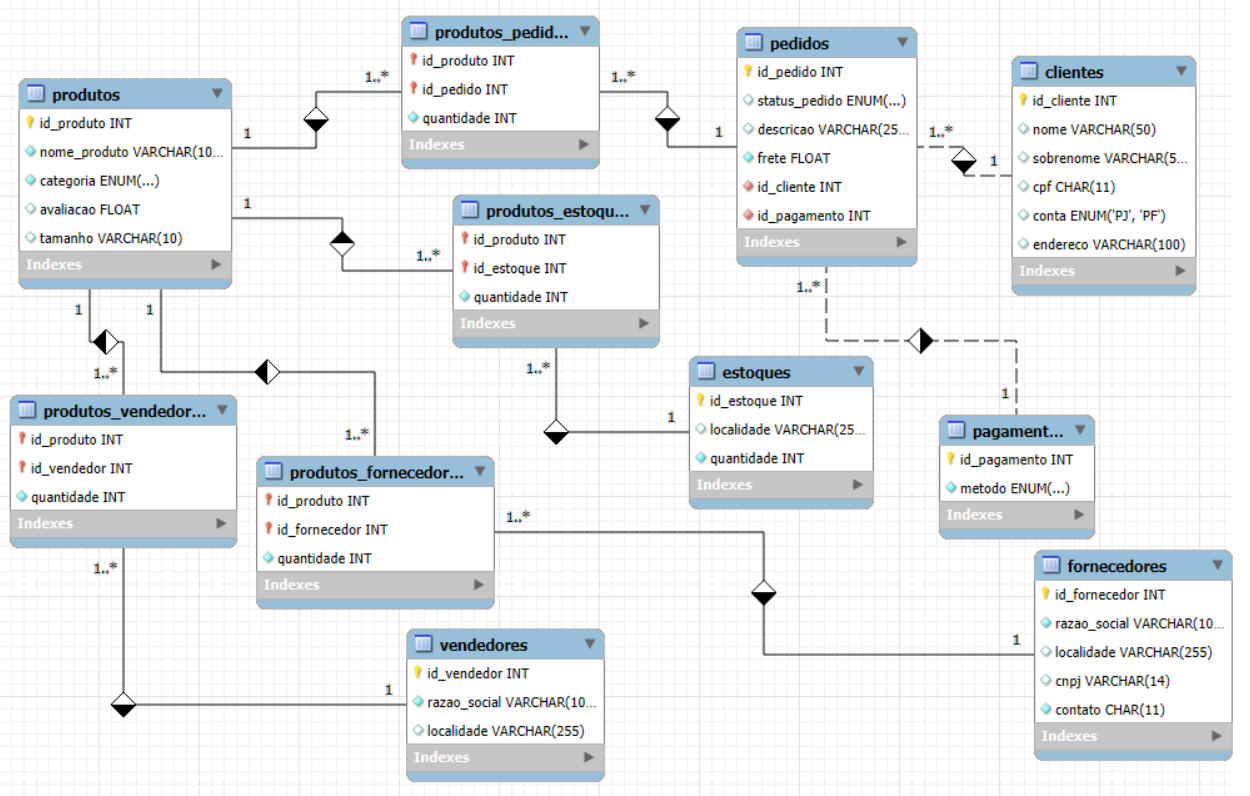 produtos_pedid...
id_produto INT
id_pedido INT
quantidade INT
Indexes
pedidos
id_pedido INT
status_pedido ENUM(...)
descricao VARCHAR(25...
frete FLOAT
id_cliente INT
id_pagamento INT
Indexes
clientes
id_cliente INT
nome VARCHAR(50)
sobrenome VARCHAR(5...
cpf CHAR(11)
conta ENUM('PJ', 'PF')
endereco VARCHAR(100)
Indexes
produtos
id_produto INT
nome_produto VARCHAR(10...
categoria ENUM(...)
avaliacao FLOAT
tamanho VARCHAR(10)
Indexes
1..*
1
1..*
1
1..*
1
1
1..*
produtos_estoqu...
id_produto INT
id_estoque INT
quantidade INT
Indexes
1..*
1
1
1
1..*
1..*
1
1..*
1
estoques
id_estoque INT
localidade VARCHAR(25...
quantidade INT
Indexes
produtos_vendedor...
id_produto INT
id_vendedor INT
quantidade INT
Indexes
pagament...
id_pagamento INT
metodo ENUM(...)
Indexes
produtos_fornecedor...
id_produto INT
id_fornecedor INT
quantidade INT
Indexes
1..*
1
1..*
1
fornecedores
id_fornecedor INT
razao_social VARCHAR(10...
localidade VARCHAR(255)
cnpj VARCHAR(14)
contato CHAR(11)
Indexes
vendedores
id_vendedor INT
razao_social VARCHAR(10...
localidade VARCHAR(255)
Indexes